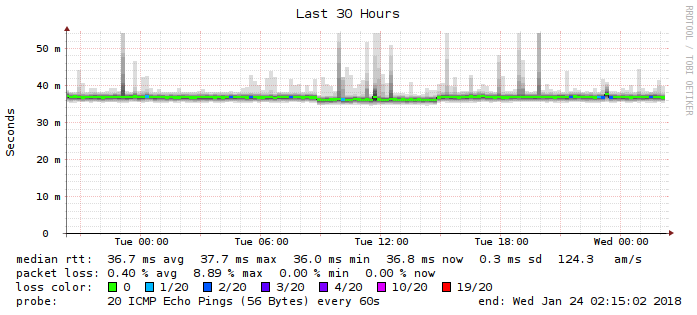 Last 30 Hours
RRDTOOL / TOBI OETIKER
Seconds
50 m
40 m
30 m
20 m
10 m
0
Tue 00:00 Tue 06:00 Tue 12:00 Tue 18:00 Wed 00:00
median rtt: 36.7 ms avg 37.7 ms max 36.0 ms min 36.8 ms now 0.3 ms sd 124.3 am/s
packet loss: 0.40 % avg 8.89 % max 0.00 % min 0.00 % now
loss color: 0 1/20 2/20 3/20 4/20 10/20 19/20
probe: 20 ICMP Echo Pings (56 Bytes) every 60s end: Wed Jan 24 02:15:02 2018